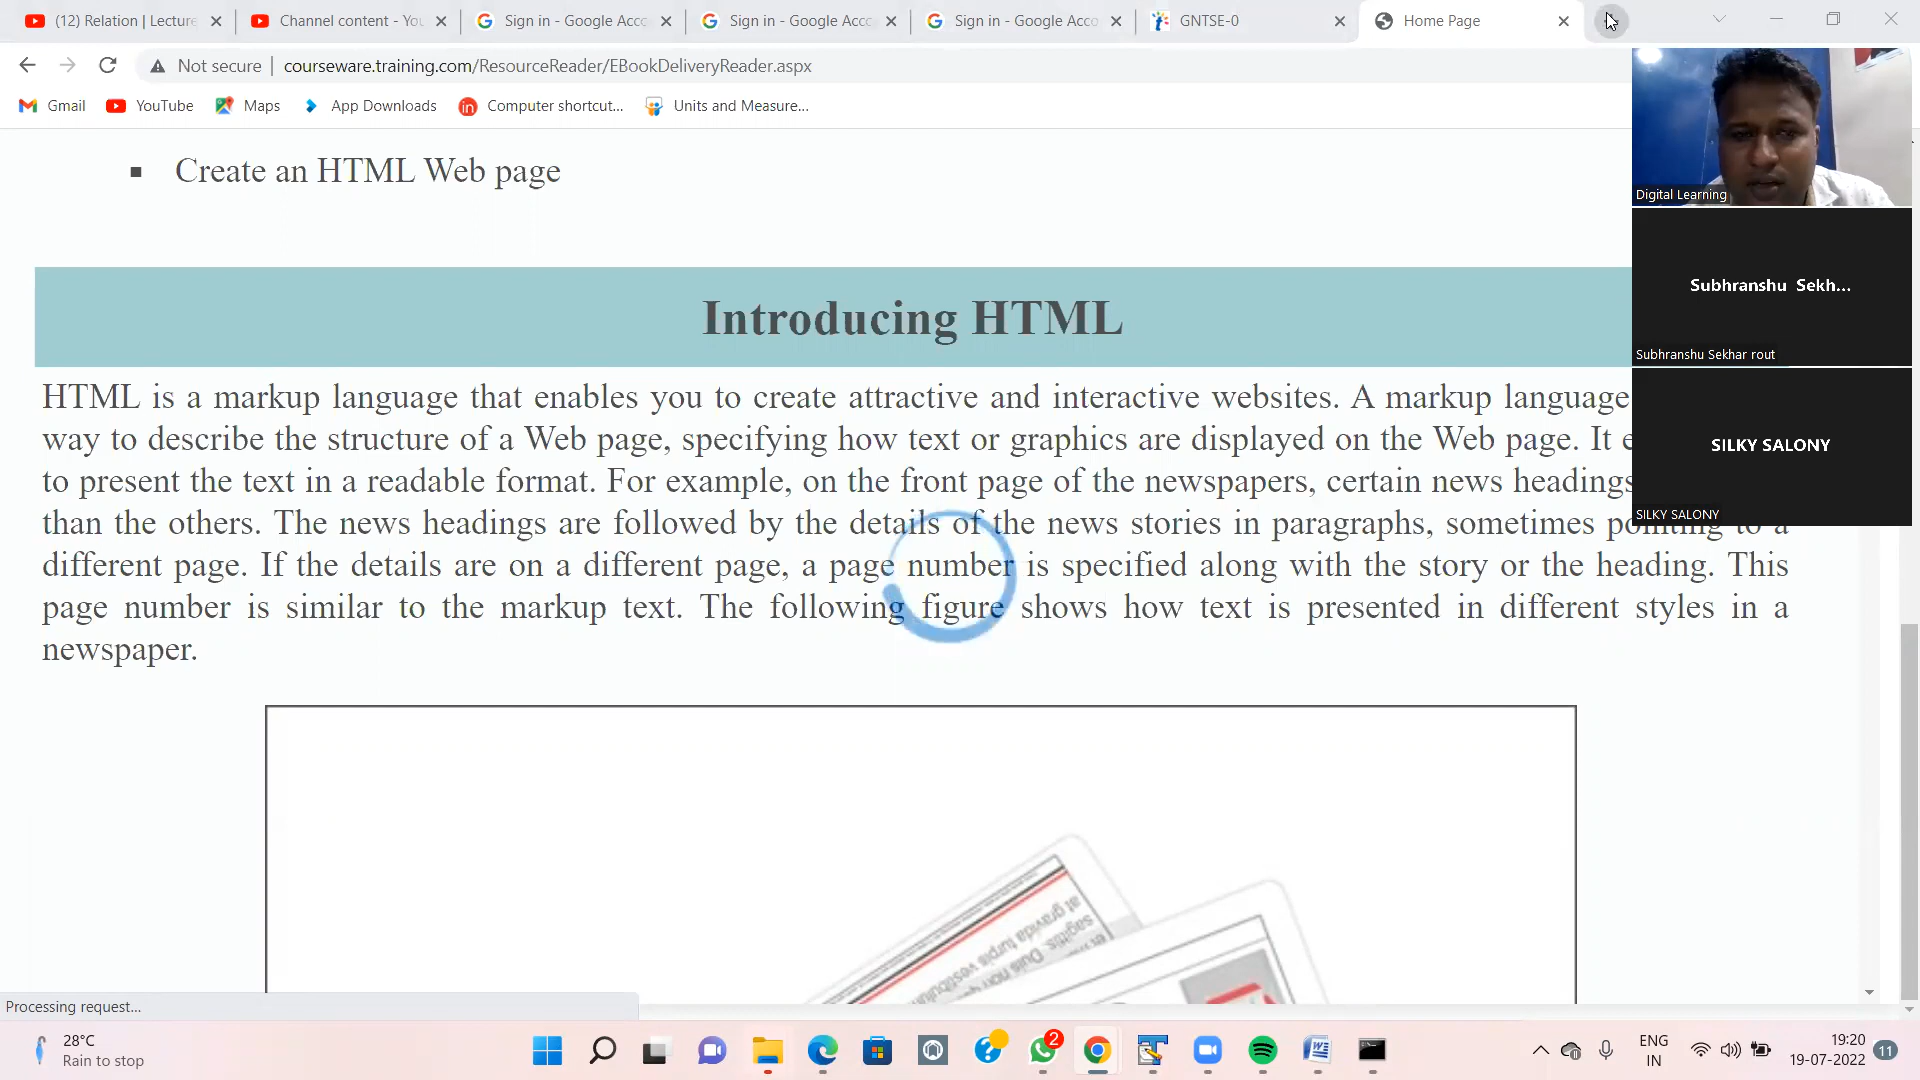 (12) Relation | Lecture
Channel content - You
Sign in - Google Acco
Sign in - Google Acco
Sign in - Google Acco
GNTSE-0
Home Page
Not secure
courseware.training.com/ResourceReader/EBookDeliveryReader.aspx
Gmail
YouTube
Maps
App Downloads
Computer shortcut...
Units and Measure...
Create an HTML Web page
Introducing HTML
HTML is a markup language that enables you to create attractive and interactive websites. A markup language
way to describe the structure of a Web page, specifying how text or graphics are displayed on the Web page. It
to present the text in a readable format. For example, on the front page of the newspapers, certain news headings
than the others. The news headings are followed by the details of the news stories in paragraphs, sometimes pointing to a
different page. If the details are on a different page, a page number is specified along with the story or the heading. This
page number is similar to the markup text. The following figure shows how text is presented in different styles in a
newspaper.
Digital Learning
Subhranshu Sekh...
Subhranshu Sekhar rout
SILKY SALONY
SILKY SALONY
at gravida turpis
sagittis. Duis non
Processing request...
28°C
Rain to stop
2
ENG
IN
19:20
19-07-2022
11